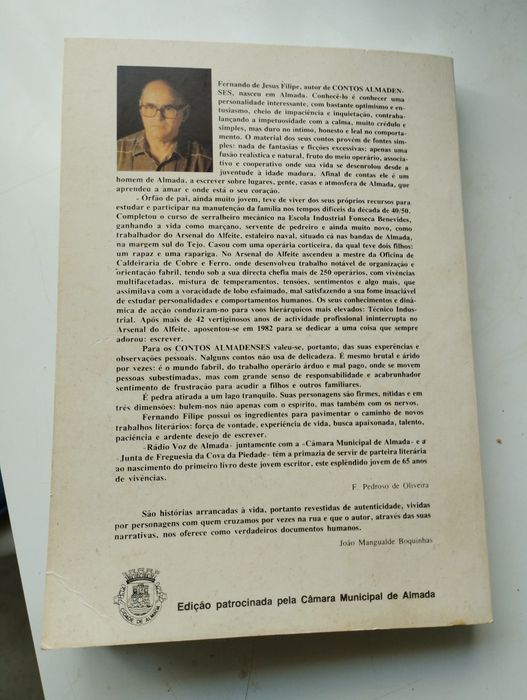 Fernando de Jesus Filipe, autor de CONTOS ALMADEN-
SES, nasceu em Almada. Conhecê-lo é conhecer uma
personalidade interessante, com bastante optimismo e en-
tusiasmo, cheio de impaciência e inquietação, contraba-
lançando a impetuosidade com a calma, muito crédulo e
simples, mas duro no íntimo, honesto e leal no comporta-
mento. O material dos seus contos provém de fontes sim-
ples: nada de fantasias e ficções excessivas: apenas uma
fusão realística e natural, fruto do meio operário, associa-
tivo e cooperativo onde a sua vida se desenrolou desde a
juventude à idade madura. Afinal de contas ele é um
homem de Almada, a escrever sobre lugares, gente, casas e atmosfera de Almada, que
aprendeu a amar e onde está o seu coração.
- Órfão de pai, ainda muito jovem, teve de viver dos seus próprios recursos para
estudar e participar na manutenção da família nos tempos difíceis da década de 40/50.
Completou o curso de serralheiro mecânico na Escola Industrial Fonseca Benevides,
ganhando a vida como marçano, servente de pedreiro e ainda muito novo, como
trabalhador do Arsenal do Alfeite, estaleiro naval, situado cá nas bandas de Almada,
na margem sul do Tejo. Casou com uma operária corticeira, da qual teve dois filhos:
um rapaz e uma rapariga. No Arsenal do Alfeite ascendeu a mestre da Oficina de
Caldeiraria de Cobre e Ferro, onde desenvolveu trabalho notável de organização e
orientação fabril, tendo sob a sua directa chefia mais de 250 operários, com vivências
multifacetadas, mistura de temperamentos, tensões, sentimentos e algo mais, que
assimilava com a voracidade de lobo esfaimado, mal satisfazendo a sua fome insaciável
de estudar personalidades e comportamentos humanos. Os seus conhecimentos e dinâ-
mica de acção conduziram-no para voos hierárquicos mais elevados: Técnico Indus-
trial. Após mais de 42 vertiginosos anos de actividade profissional ininterrupta no
Arsenal do Alfeite, aposentou-se em 1982 para se dedicar a uma coisa que sempre
adorou: escrever.
Para os CONTOS ALMADENSES valeu-se, portanto, das suas experiências e
observações pessoais. Nalguns contos não usa de delicadeza. É mesmo brutal e árido
por vezes: é o mundo fabril, do trabalho operário árduo e mal pago, onde se movem
pessoas subestimadas, mas com grande senso de responsabilidade e acabrunhador
sentimento de frustração para acudir a filhos e outros familiares.
É pedra atirada a um lago tranquilo. Suas personagens são firmes, nítidas e em
três dimensões: bulem-nos não apenas com o espírito, mas também com os nervos.
Fernando Filipe possui os ingredientes para pavimentar o caminho de novos
trabalhos literários: força de vontade, experiência de vida, busca apaixonada, talento,
paciência e ardente desejo de escrever.
«Rádio Voz de Almada» juntamente com a «Câmara Municipal de Almada» e a
«Junta de Freguesia da Cova da Piedade» têm a primazia de servir de parteira literária
ao nascimento do primeiro livro deste jovem escritor, este esplêndido jovem de 65 anos
de vivências.
F. Pedroso de Oliveira
São histórias arrancadas à vida, portanto revestidas de autenticidade, vividas
por personagens com quem cruzamos por vezes na rua e que o autor, através das suas
narrativas, nos oferece como verdadeiros documentos humanos.
João Mangualde Boquinhas
CIDADE DE ALMADA
Edição patrocinada pela Câmara Municipal de Almada